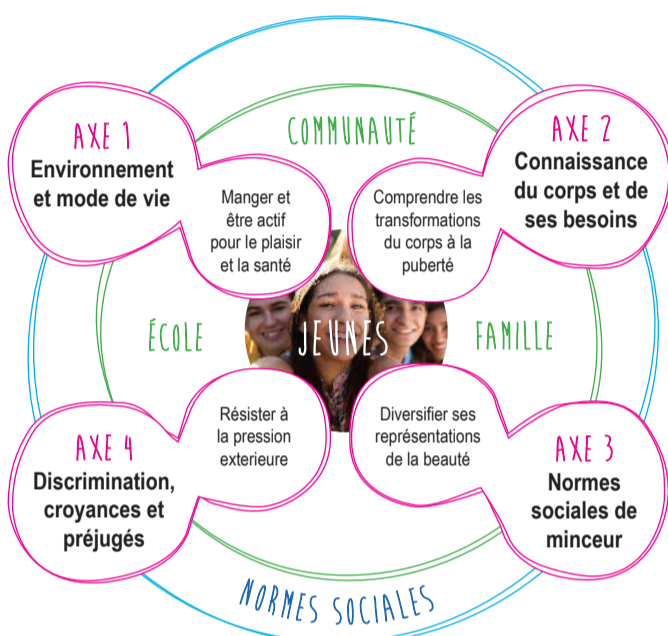 AXE 1
Environnement
et mode de vie
Manger et
être actif
pour le plaisir
et la santé
COMMUNAUTÉ
AXE 2
Connaissance
du corps et de
ses besoins
Comprendre les
transformations
du corps à la
puberté
ÉCOLE
JEUNES
FAMILLE
AXE 4
Discrimination,
croyances et
préjugés
Résister à
la pression
exterieure
Diversifier ses
représentations
de la beauté
AXE 3
Normes
sociales de
minceur
NORMES SOCIALES